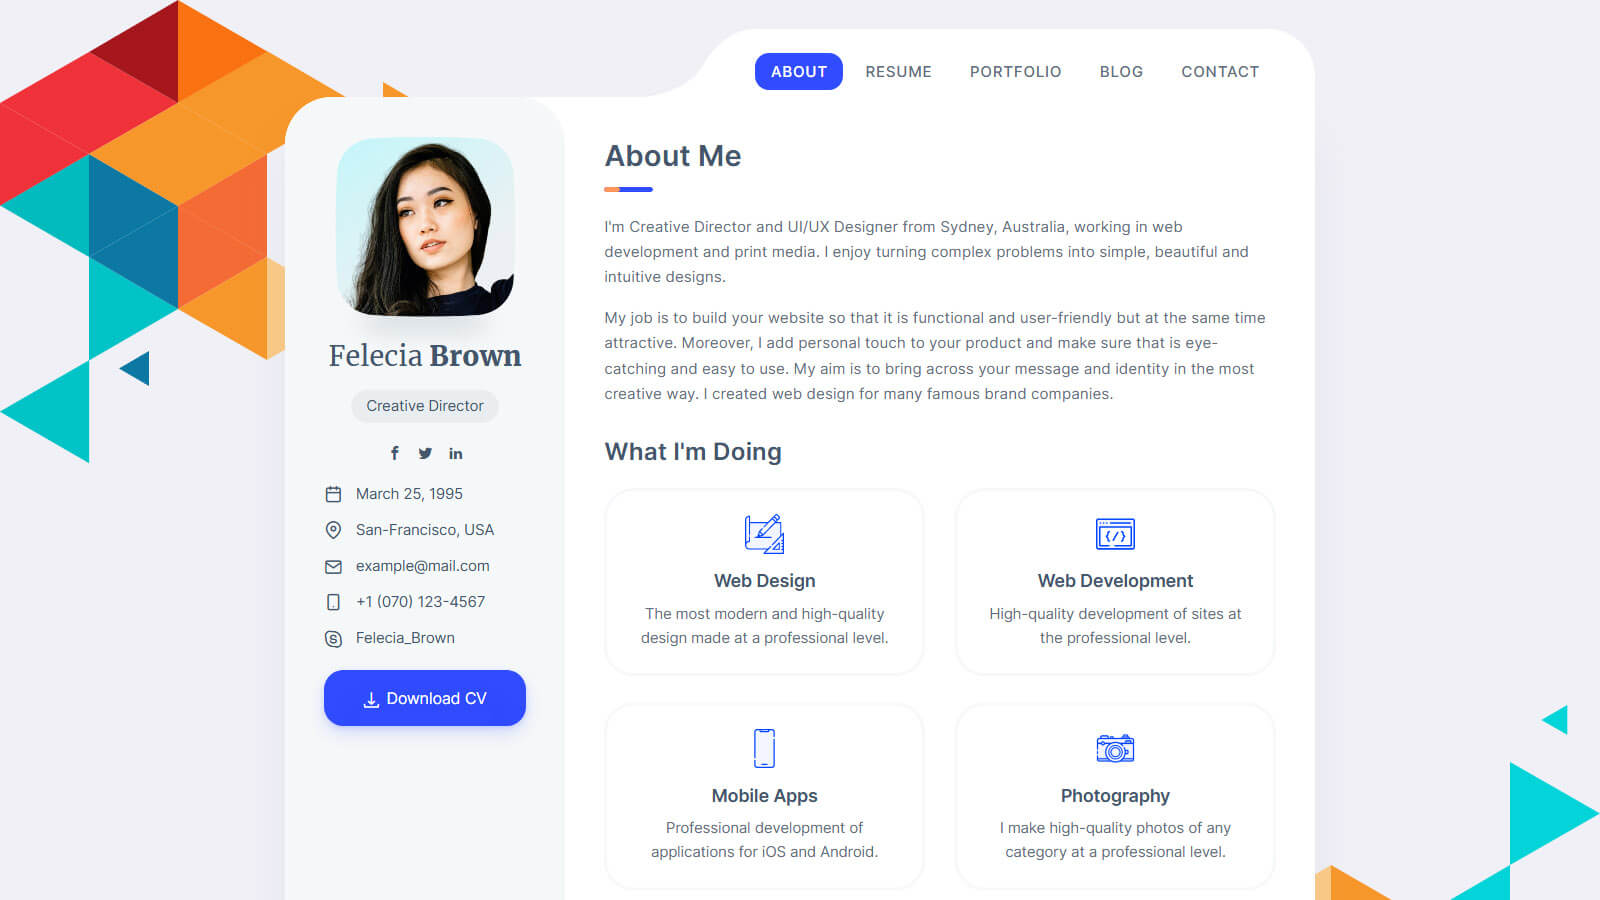 ABOUT RESUME PORTFOLIO BLOG CONTACT
Felecia Brown
Creative Director
March 25, 1995
San-Francisco, USA
example@mail.com
+1 (070) 123-4567
Felecia_Brown
Download CV
About Me
I'm Creative Director and UI/UX Designer from Sydney, Australia, working in web
development and print media. I enjoy turning complex problems into simple, beautiful and
intuitive designs.
My job is to build your website so that it is functional and user-friendly but at the same time
attractive. Moreover, I add personal touch to your product and make sure that is eye-
catching and easy to use. My aim is to bring across your message and identity in the most
creative way. I created web design for many famous brand companies.
What I'm Doing
Web Design
The most modern and high-quality
design made at a professional level.
Web Development
High-quality development of sites at
the professional level.
Mobile Apps
Professional development of
applications for iOS and Android.
Photography
I make high-quality photos of any
category at a professional level.